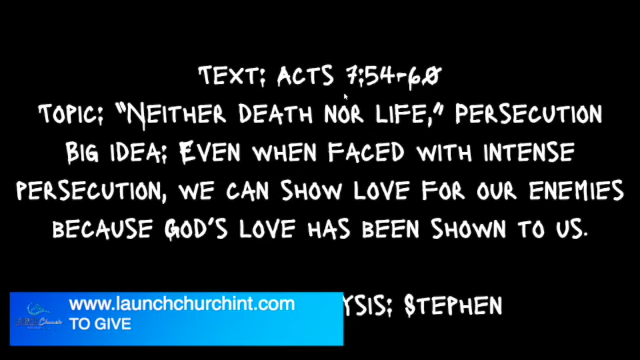 TEXT: ACTS 7:54-60
TOPIC: "NEITHER DEATH NOR LIFE," PERSECUTION
BIG IDEA: EVEN WHEN FACED WITH INTENSE
PERSECUTION, WE CAN SHOW LOVE FOR OUR ENEMIES
BECAUSE GOD'S LOVE HAS BEEN SHOWN TO US.
YSIS: STEPHEN
www.launchchurchint.com
TO GIVE